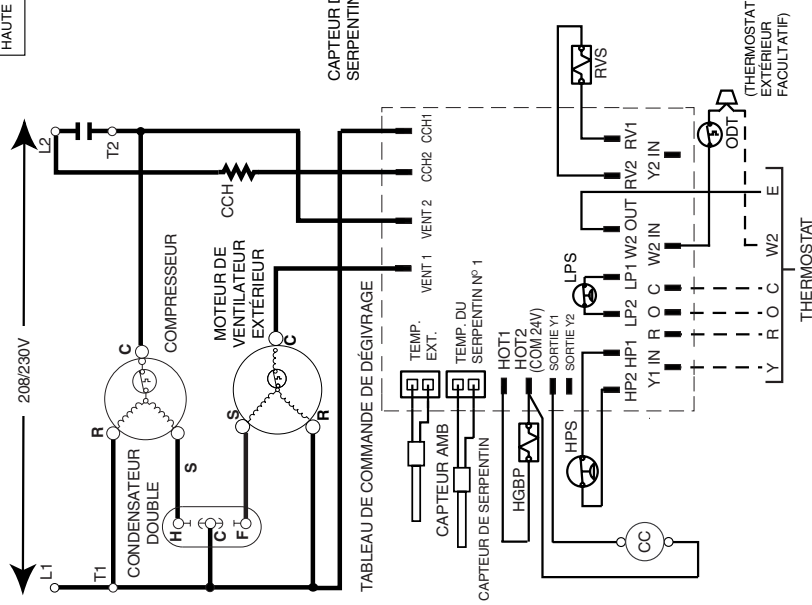 HAUTE
208/230V
L1
L2
T1
T2
R
C
S
COMPRESSEUR
CONDENSATEUR
DOUBLE
H
C
F
MOTEUR DE
VENTILATEUR
EXTÉRIEUR
S
C
R
CCH
CAPTEUR D
SERPENTIN
TABLEAU DE COMMANDE DE DÉGIVRAGE
VENT 1
VENT 2
CCH2
CCH1
TEMP.
EXT.
CAPTEUR AMB
TEMP. DU
SERPENTIN Nº 1
CAPTEUR DE SERPENTIN
HOT1
HOT2
(COM 24V)
SORTIE Y1
SORTIE Y2
HGBP
HPS
LPS
RVS
CC
HP2
HP1
LP2
LP1
W2 OUT
RV2
RV1
Y1 IN
R
O
C
W2 IN
Y2 IN
ODT
(THERMOSTAT
EXTÉRIEUR
FACULTATIF)
Y
R
O
C
W2
E
THERMOSTAT